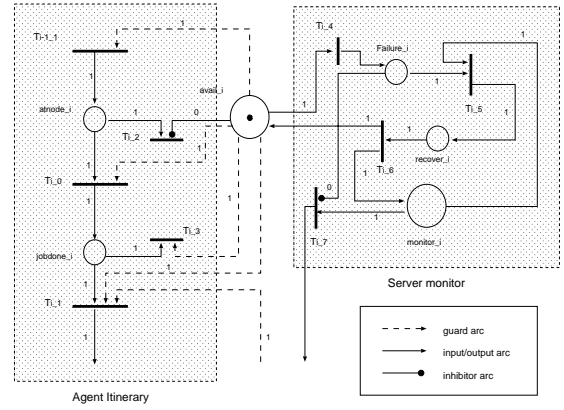 Ti-1_1
1
1
atnode_i
1
0
Ti_2
avail_i
1
1
Ti_0
1
1
Ti_3
jobdone_i
1
1
1
Ti_1
1
1
Agent Itinerary
Ti_4
1
1
Failure_i
1
1
Ti_5
1
1
1
recover_i
Ti_6
0
1
1
monitor_i
Ti_7
Server monitor
guard arc
input/output arc
inhibitor arc